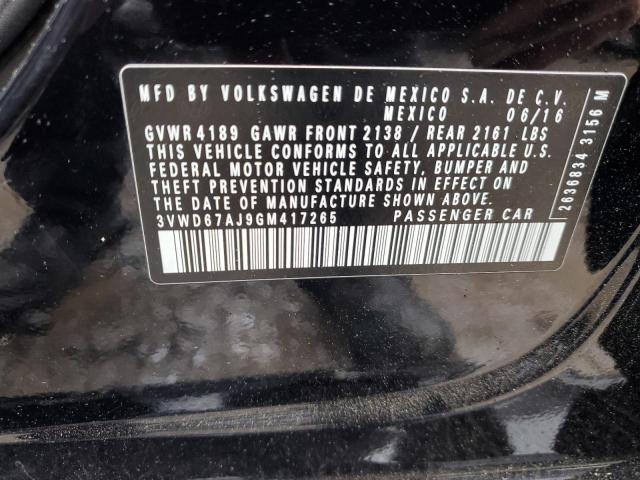 MFD BY VOLKSWAGEN DE MEXICO S.A. DE C.V.
MEXICO 06/16
GVWR 4189 GAWR FRONT 2138 / REAR 2161 LBS
THIS VEHICLE CONFORMS TO ALL APPLICABLE U.S.
FEDERAL MOTOR VEHICLE SAFETY, BUMPER AND
THEFT PREVENTION STANDARDS IN EFFECT ON
THE DATE OF MANUFACTURE SHOWN ABOVE.
3VWD67AJ9GM417265 PASSENGER CAR
2636834 3156 M